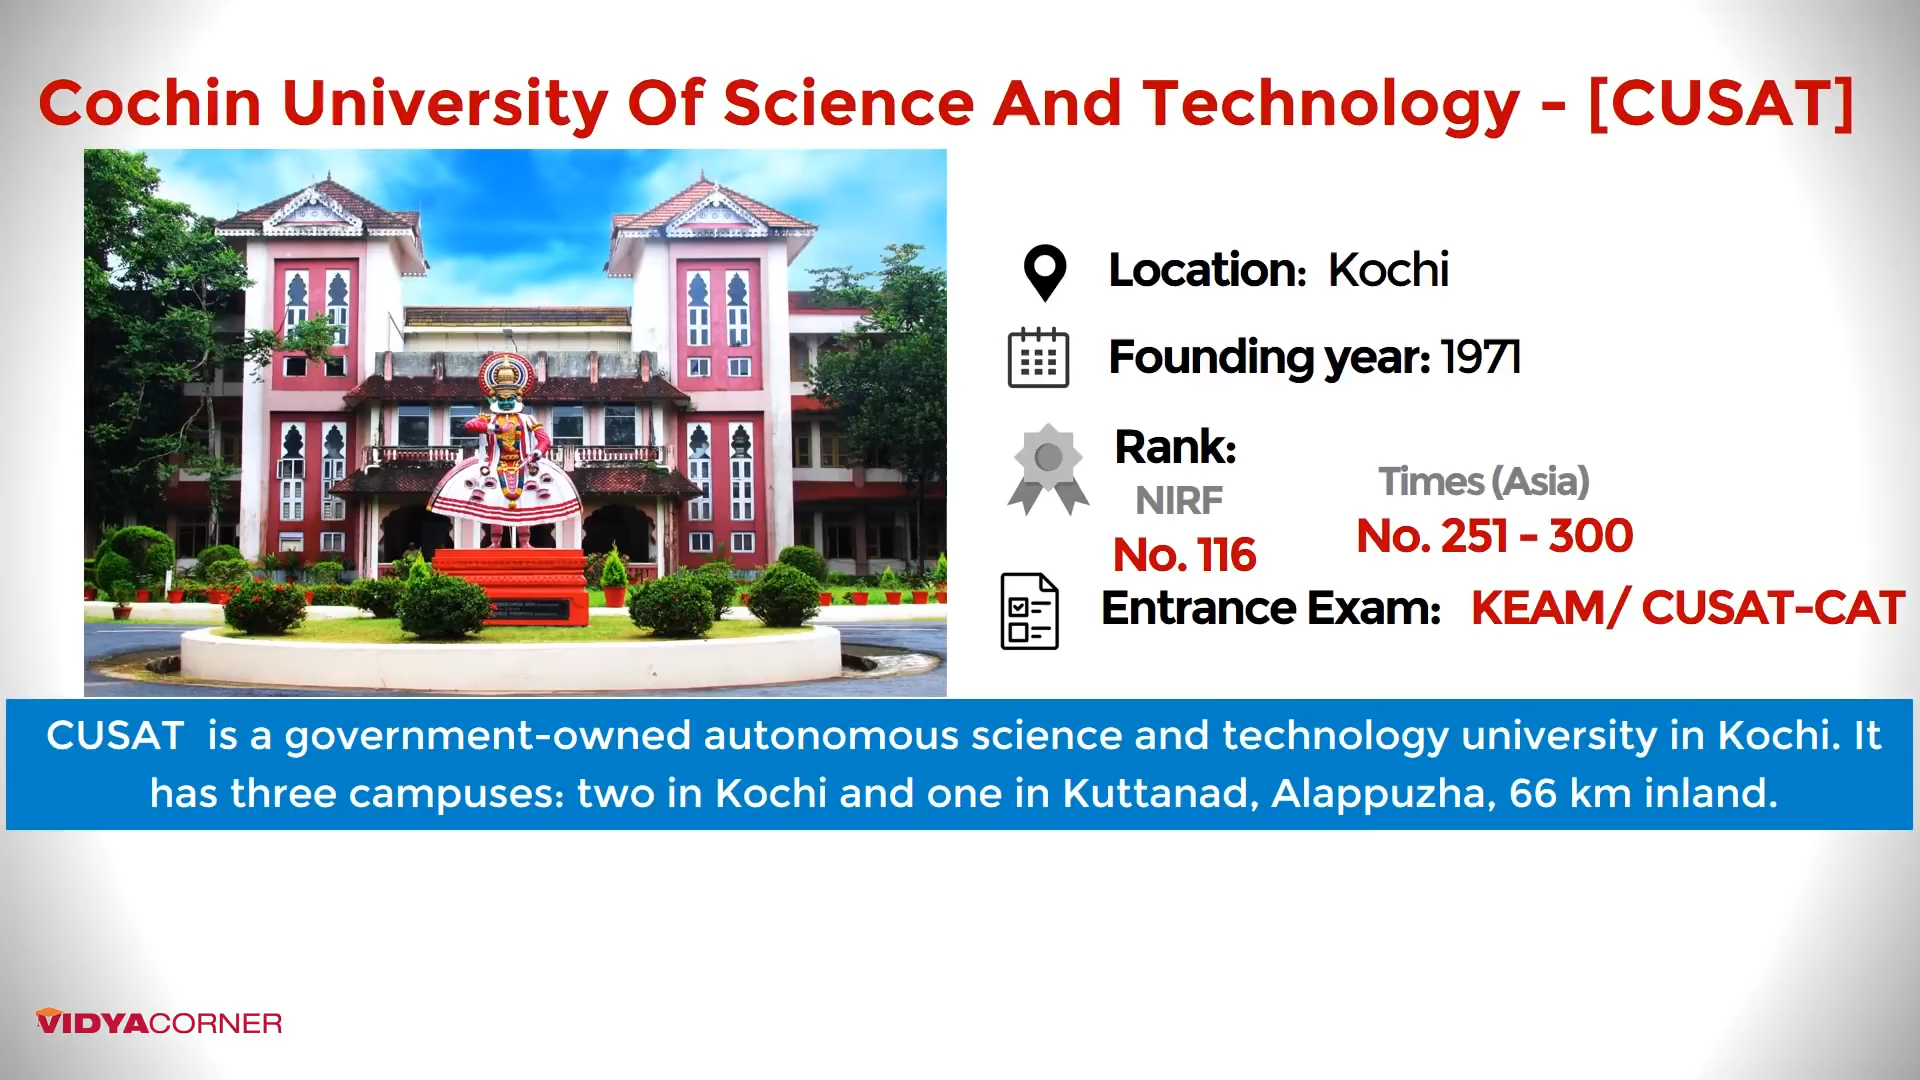 Cochin University Of Science And Technology - [CUSAT]
Location: Kochi
Founding year: 1971
Rank:
NIRF
No. 116
Times (Asia)
No. 251 - 300
Entrance Exam: KEAM/ CUSAT-CAT
CUSAT is a government-owned autonomous science and technology university in Kochi. It
has three campuses: two in Kochi and one in Kuttanad, Alappuzha, 66 km inland.
VIDYACORNER